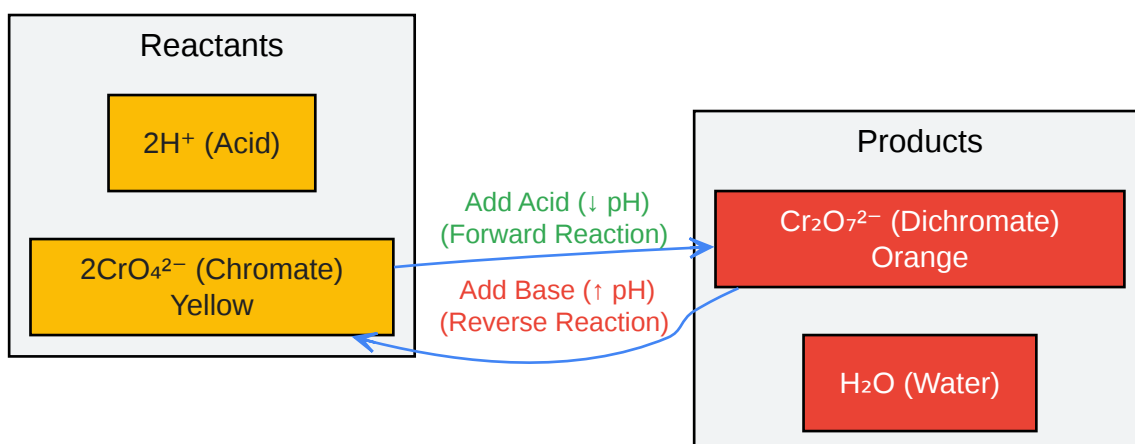 Reactants
2H⁺ (Acid)
2CrO₄²⁻ (Chromate)
Yellow
Add Acid (↓ pH)
(Forward Reaction)
Add Base (↑ pH)
(Reverse Reaction)
Products
Cr₂O₇²⁻ (Dichromate)
Orange
H₂O (Water)